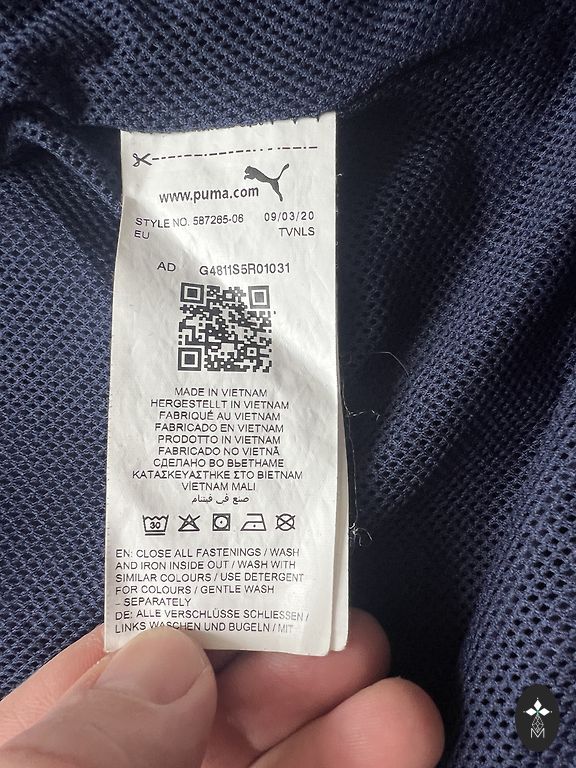 www.puma.com
STYLE NO. 587265-06 09/03/20
EU TVNLS
AD G4811S5R01031
MADE IN VIETNAM
HERGESTELLT IN VIETNAM
FABRIQUÉ AU VIETNAM
FABRICADO EN VIETNAM
PRODOTTO IN VIETNAM
FABRICADO NO VIETNÃ
СДЕЛАНО ВО ВЬЕТНАМЕ
ΚΑΤΑΣΚΕΥΑΣΤΗΚΕ ΣΤΟ ΒΙΕΤΝΑΜ
VİETNAM MALI
صنع في فيتنام
30
EN: CLOSE ALL FASTENINGS / WASH
AND IRON INSIDE OUT / WASH WITH
SIMILAR COLOURS / USE DETERGENT
FOR COLOURS / GENTLE WASH
– SEPARATELY
DE: ALLE VERSCHLÜSSE SCHLIESSEN /
LINKS WASCHEN UND BÜGELN / MIT
M